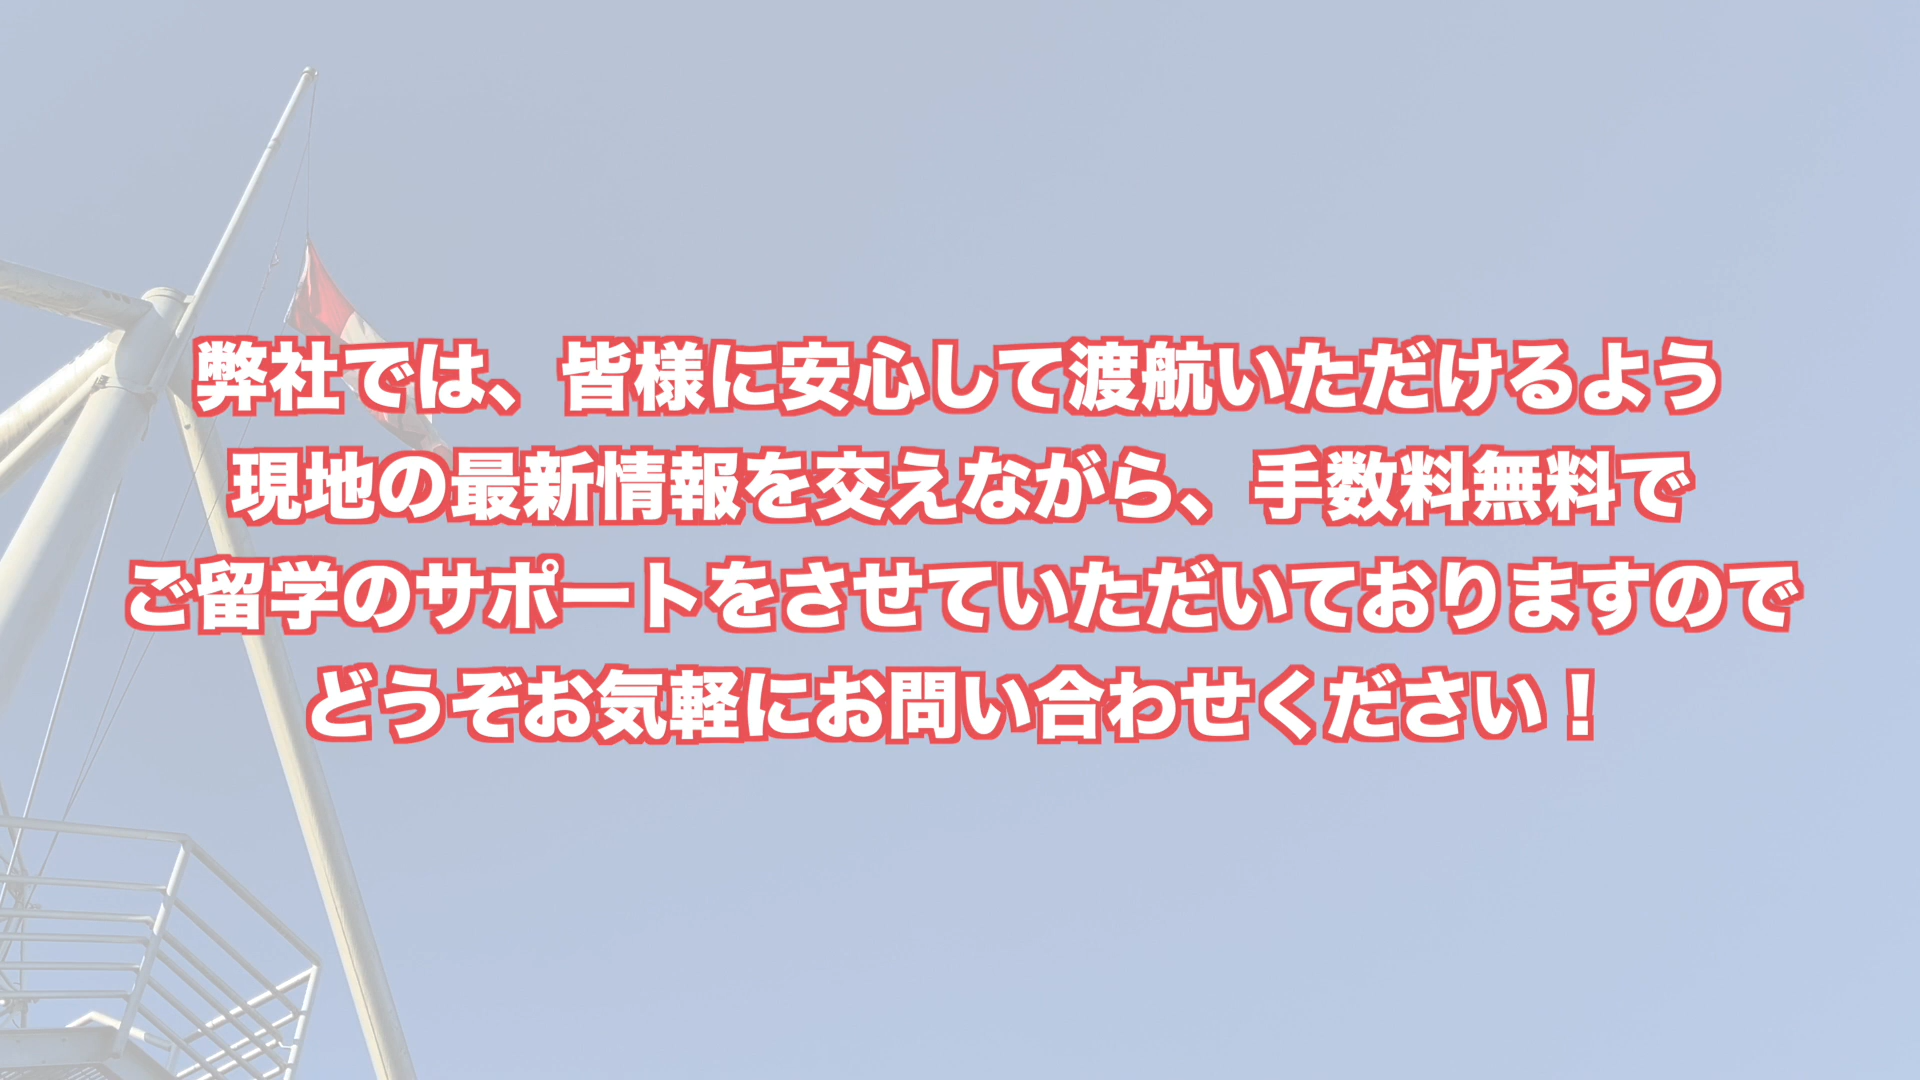 弊社では、皆様に安心して渡航いただけるよう
現地の最新情報を交えながら、手数料無料で
ご留学のサポートをさせていただいておりますので
どうぞお気軽にお問い合わせください！